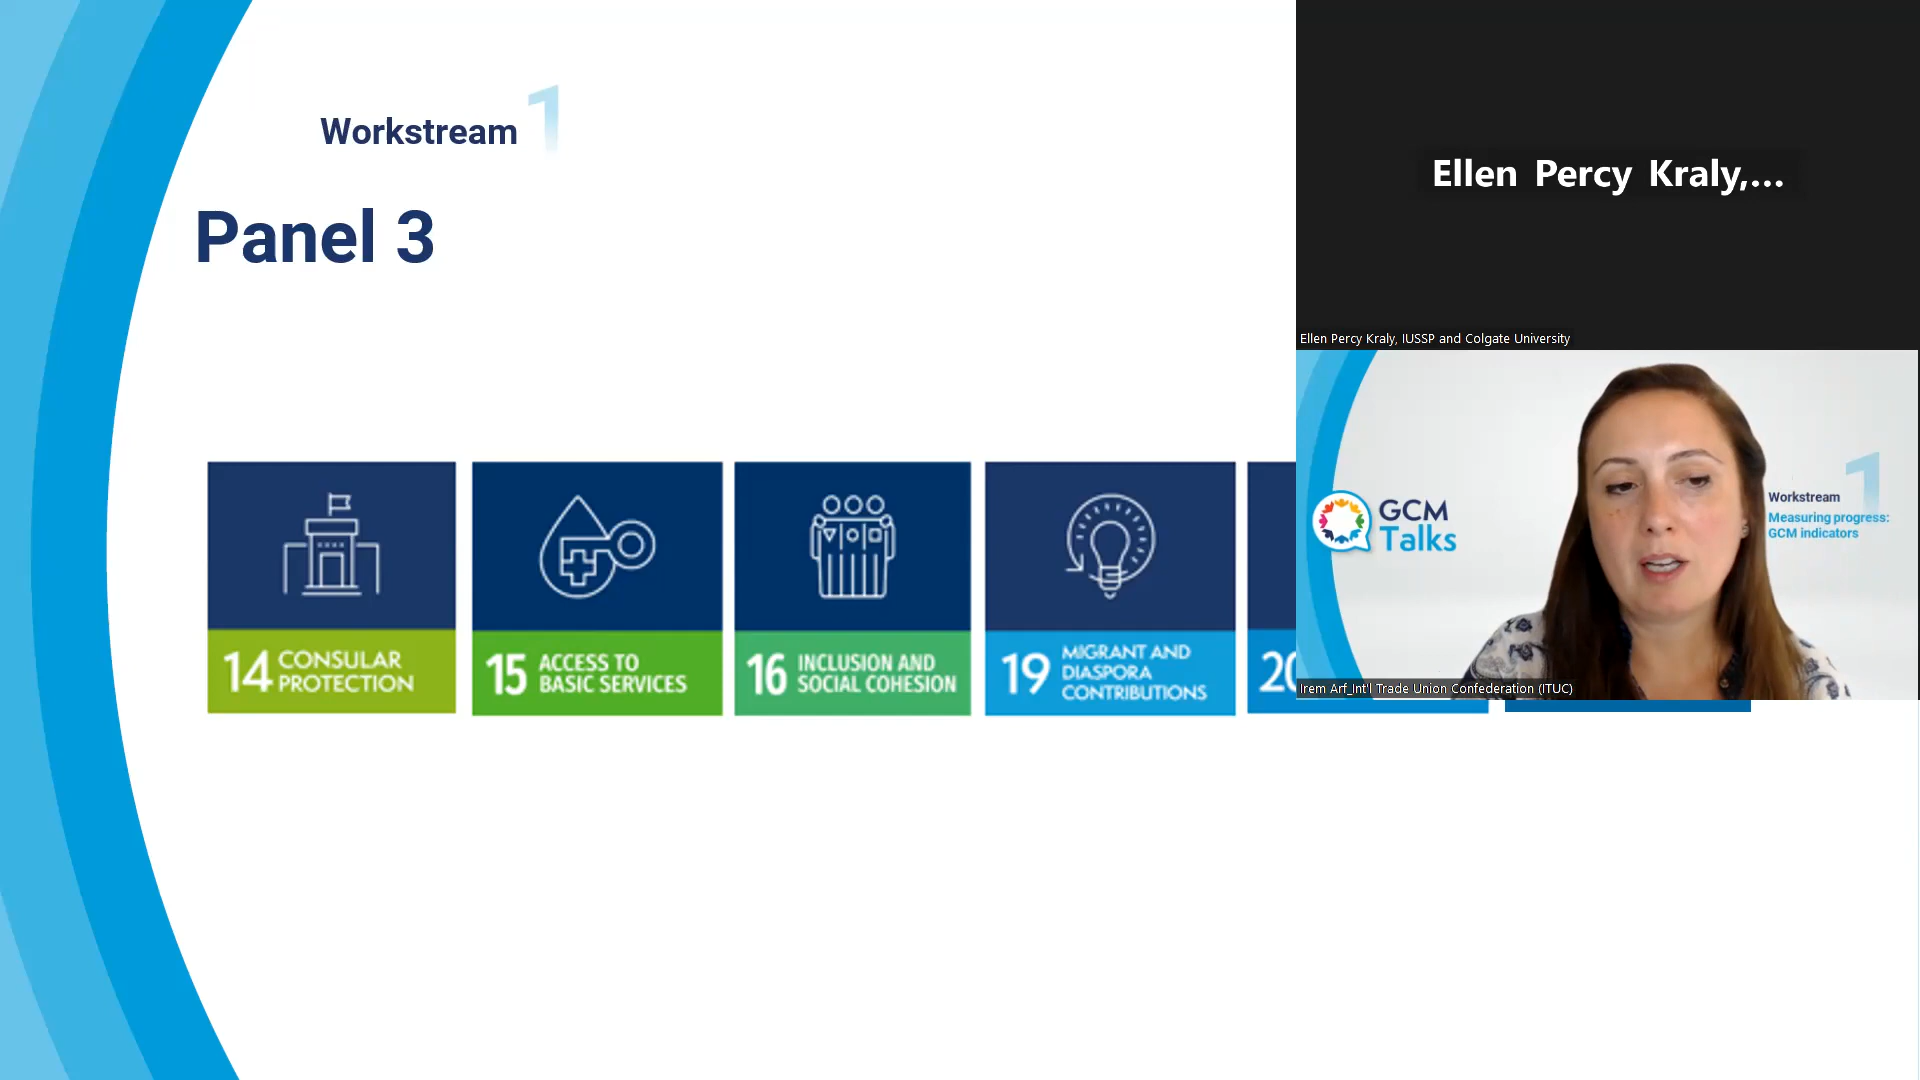 Workstream 1
Panel 3
14 CONSULAR
PROTECTION
15 ACCESS TO
BASIC SERVICES
16 INCLUSION AND
SOCIAL COHESION
19 MIGRANT AND
DIASPORA
CONTRIBUTIONS
20
Ellen Percy Kraly,...
Ellen Percy Kraly, IUSSP and Colgate University
GCM
Talks
Workstream 1
Measuring progress:
GCM indicators
Irem Arf_Int'l Trade Union Confederation (ITUC)